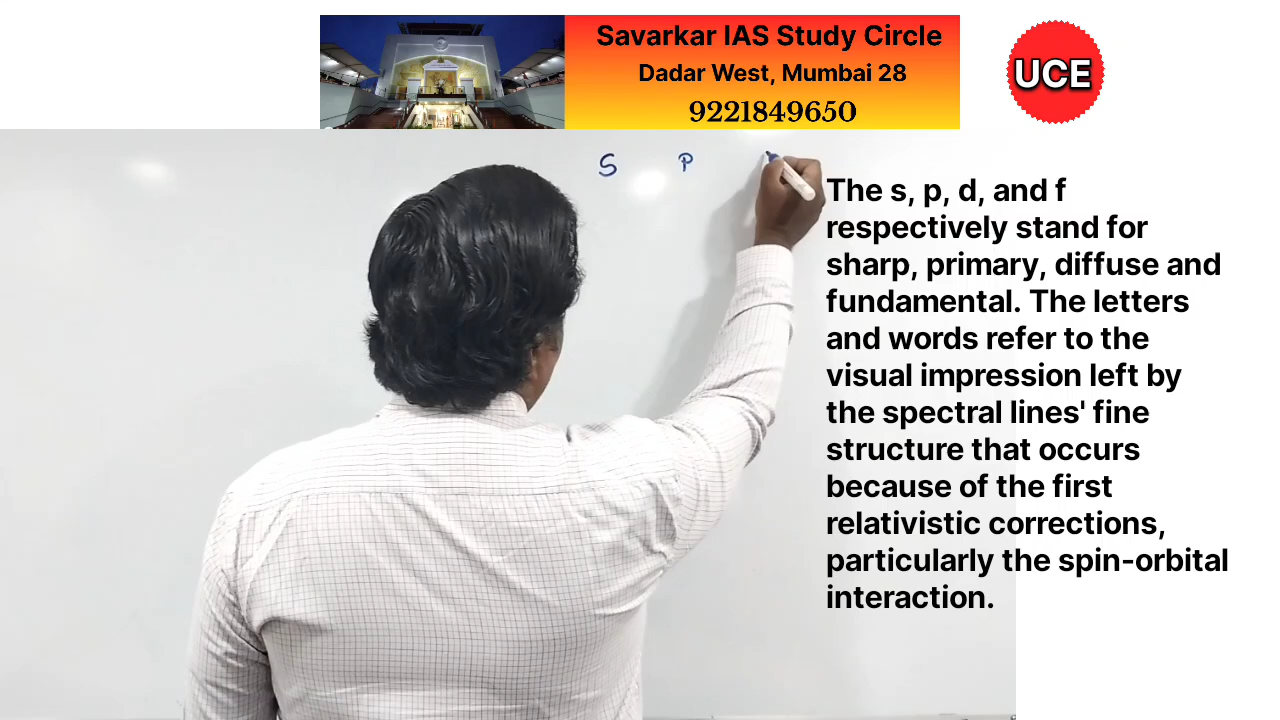 Savarkar IAS Study Circle
Dadar West, Mumbai 28
9221849650
UCE
S P
The s, p, d, and f
respectively stand for
sharp, primary, diffuse and
fundamental. The letters
and words refer to the
visual impression left by
the spectral lines' fine
structure that occurs
because of the first
relativistic corrections,
particularly the spin-orbital
interaction.